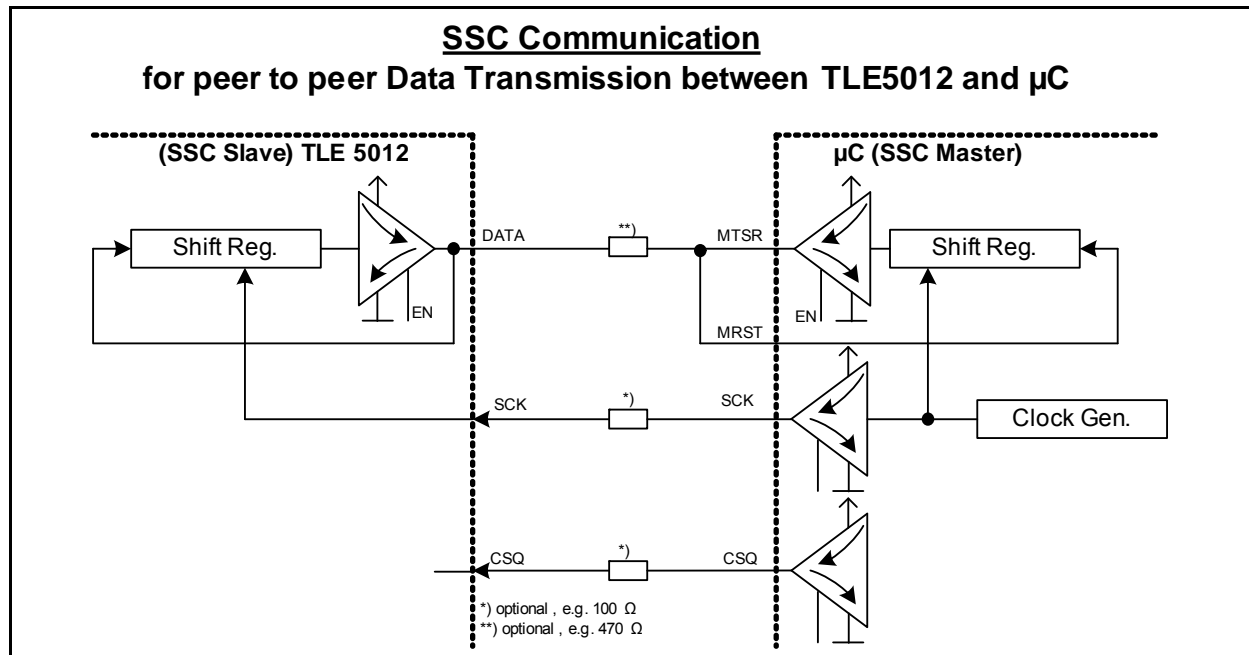 SSC Communication
for peer to peer Data Transmission between TLE5012 and µC
(SSC Slave) TLE 5012
µC (SSC Master)
Shift Reg.
DATA
**)
MTSR
Shift Reg.
EN
EN
MRST
SCK
*)
SCK
Clock Gen.
CSQ
*)
CSQ
*) optional , e.g. 100 Ω
**) optional, e.g. 470 Ω